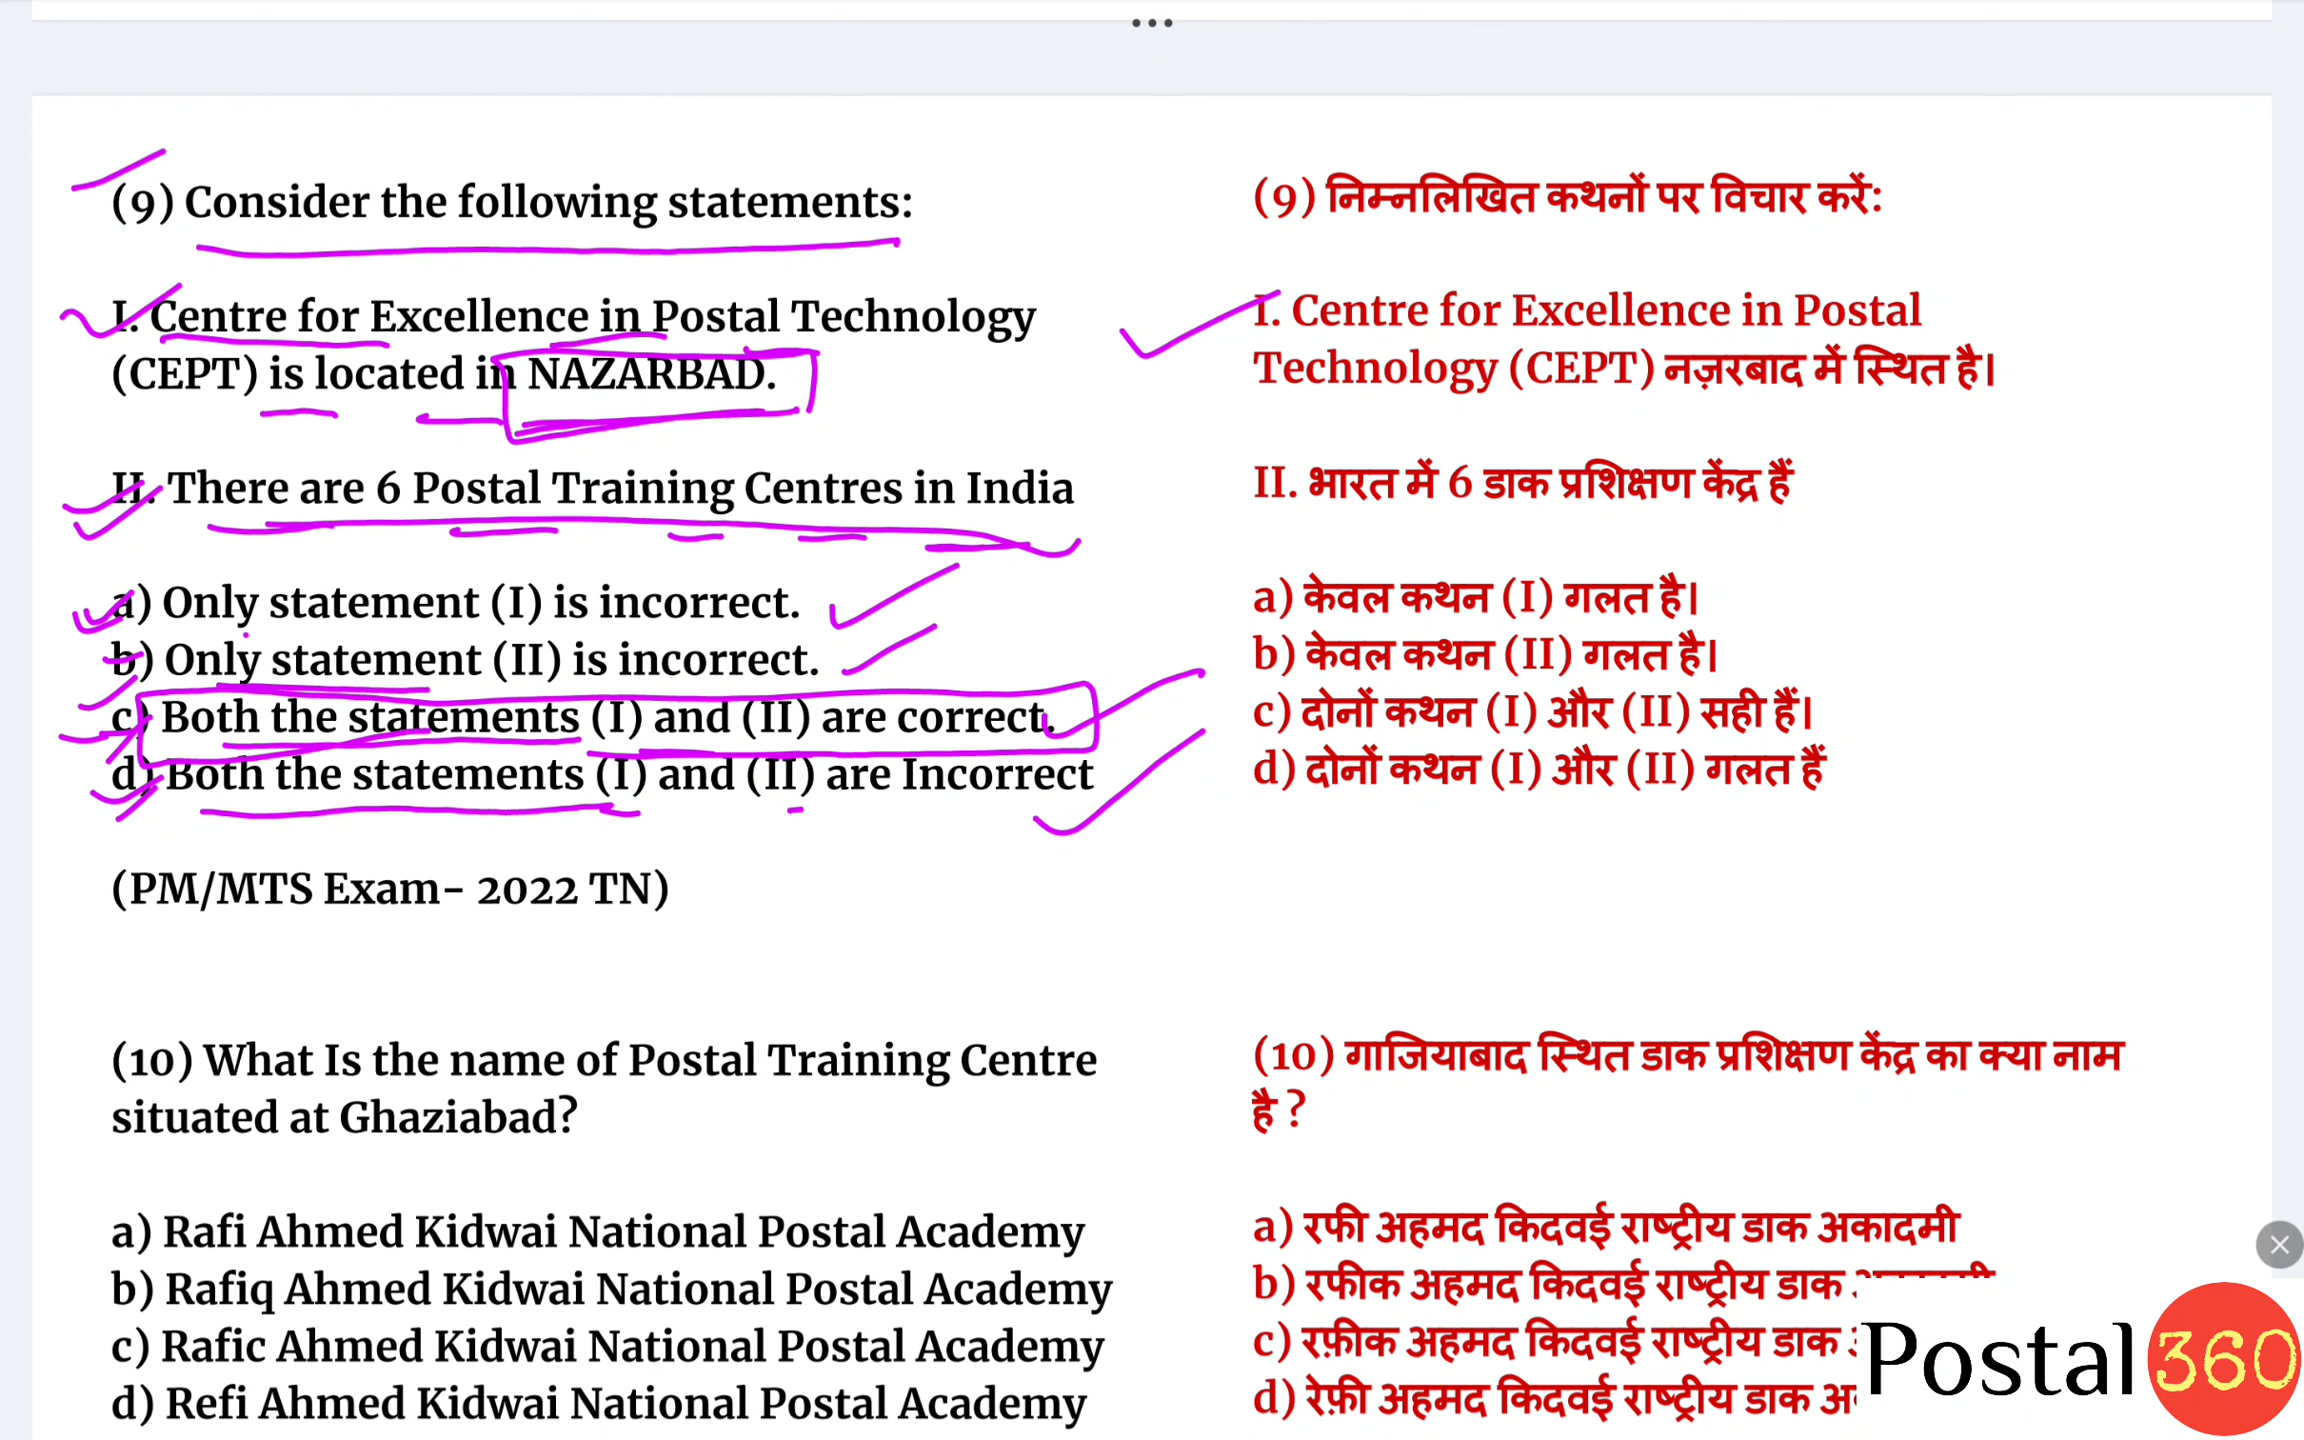 (9) Consider the following statements:
I. Centre for Excellence in Postal Technology
(CEPT) is located in NAZARBAD.
II. There are 6 Postal Training Centres in India
a) Only statement (I) is incorrect.
b) Only statement (II) is incorrect.
c) Both the statements (I) and (II) are correct.
d) Both the statements (I) and (II) are Incorrect
(PM/MTS Exam- 2022 TN)
(10) What Is the name of Postal Training Centre
situated at Ghaziabad?
a) Rafi Ahmed Kidwai National Postal Academy
b) Rafiq Ahmed Kidwai National Postal Academy
c) Rafic Ahmed Kidwai National Postal Academy
d) Refi Ahmed Kidwai National Postal Academy
(9) निम्नलिखित कथनों पर विचार करें:
I. Centre for Excellence in Postal
Technology (CEPT) नज़रबाद में स्थित है।
II. भारत में 6 डाक प्रशिक्षण केंद्र हैं
a) केवल कथन (I) गलत है।
b) केवल कथन (II) गलत है।
c) दोनों कथन (I) और (II) सही हैं।
d) दोनों कथन (I) और (II) गलत हैं
(10) गाजियाबाद स्थित डाक प्रशिक्षण केंद्र का क्या नाम
है ?
a) रफी अहमद किदवई राष्ट्रीय डाक अकादमी
b) रफीक अहमद किदवई राष्ट्रीय डाक
c) रफ़ीक अहमद किदवई राष्ट्रीय डाक
d) रेफ़ी अहमद किदवई राष्ट्रीय डाक
Postal 360